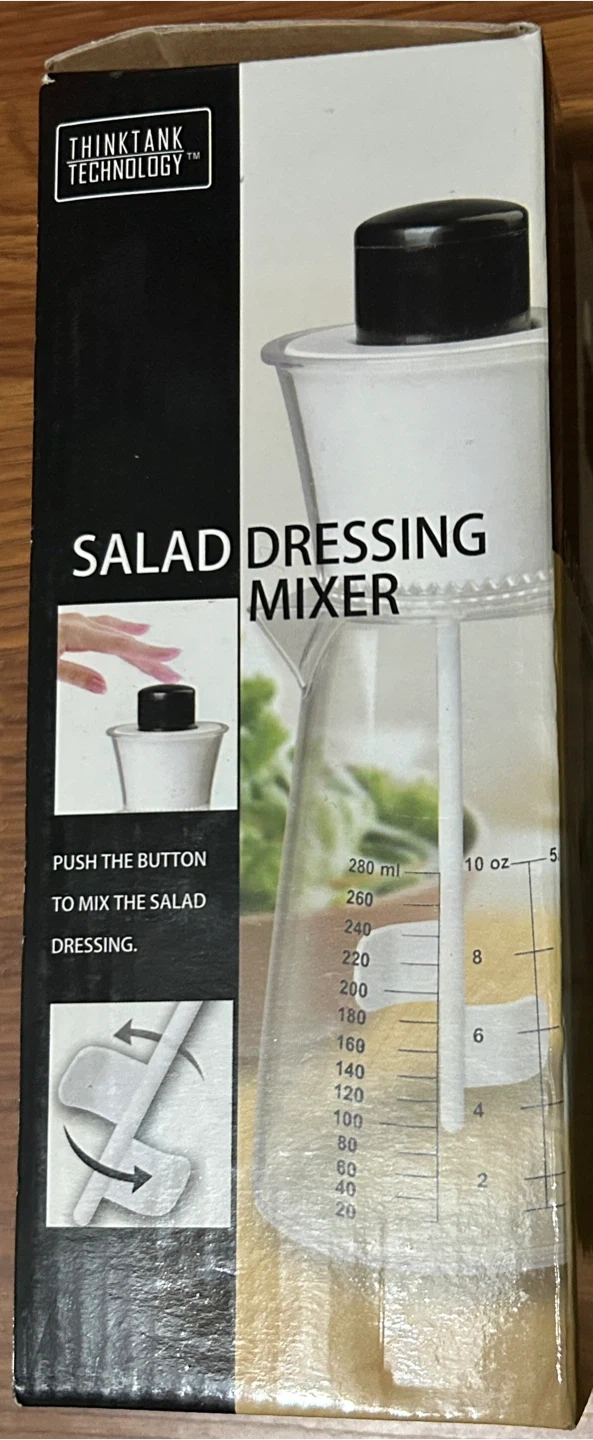 THINKTANK
TECHNOLOGY™
SALAD DRESSING
MIXER
PUSH THE BUTTON
TO MIX THE SALAD
DRESSING.
280 ml 10 oz 5
260
240
220 8
200
180
160 6
140
120
100 4
80
60
40 2
20